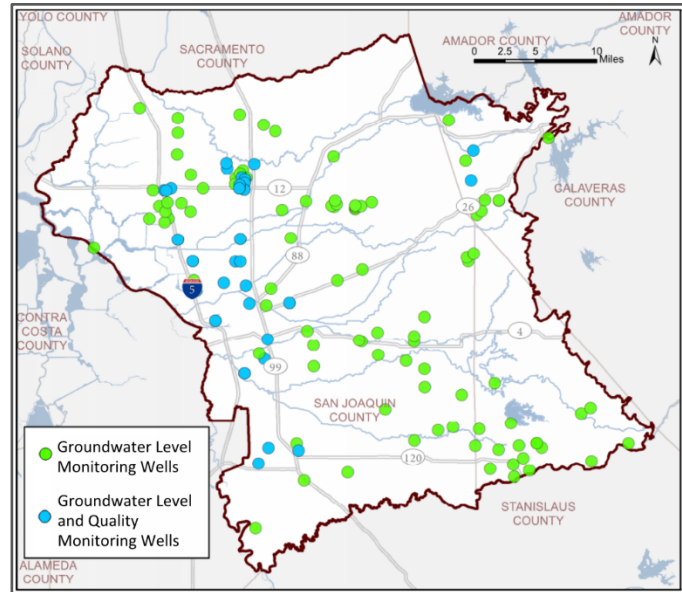 YOLO COUNTY
SOLANO
COUNTY
SACRAMENTO
COUNTY
AMADOR COUNTY
AMADOR
COUNTY
0 2.5 5 10
Miles
N
12
26
CALAVERAS
COUNTY
88
5
CONTRA
COSTA
COUNTY
4
99
SAN JOAQUIN
COUNTY
120
STANISLAUS
COUNTY
ALAMEDA
COUNTY
Groundwater Level
Monitoring Wells
Groundwater Level
and Quality
Monitoring Wells